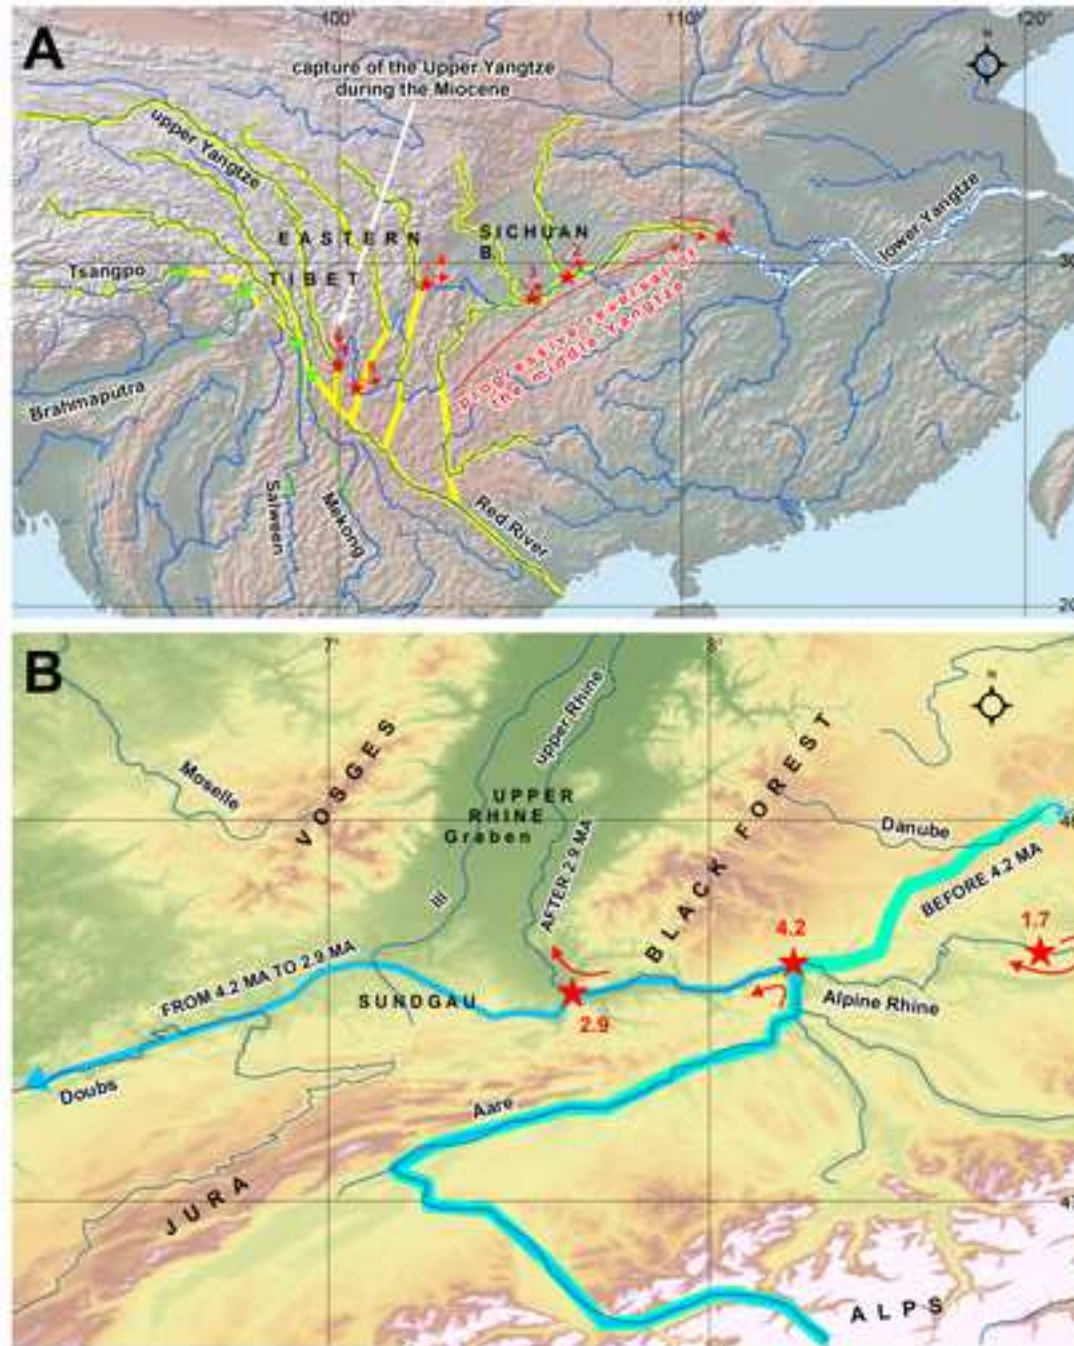 A
100°
110°
120°
N
capture of the Upper Yangtze
during the Miocene
upper Yangtze
EASTERN
TIBET
SICHUAN
B.
lower Yangtze
30
Tsangpo
Brahmaputra
progressive reversal of
the middle Yangtze
Salween
Mekong
Red River
20
B
7°
8°
N
Moselle
VOSGES
upper Rhine
UPPER
RHINE
Graben
Ill
AFTER 2.9 MA
BLACK FOREST
Danube
BEFORE 4.2 MA
4.2
1.7
FROM 4.2 MA TO 2.9 MA
SUNDGAU
2.9
Alpine Rhine
Doubs
Aare
JURA
ALPS